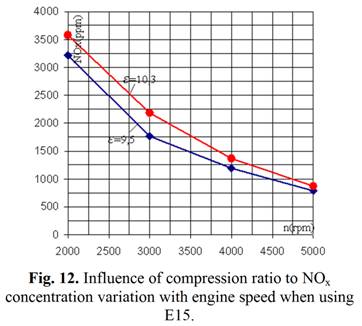 4000
NOx(ppm)
3500
3000
ε=10.3
2500
2000
ε=9,5
1500
1000
500
n(rpm)
0
2000 2500 3000 3500 4000 4500 5000
Fig. 12. Influence of compression ratio to NOx
concentration variation with engine speed when using
E15.